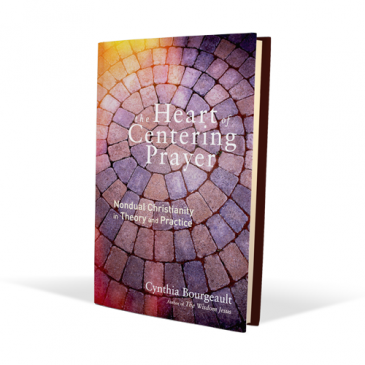 the Heart of
Centering
Prayer
Nondual Christianity
in Theory and Practice
Cynthia Bourgeault
Author of The Wisdom Jesus